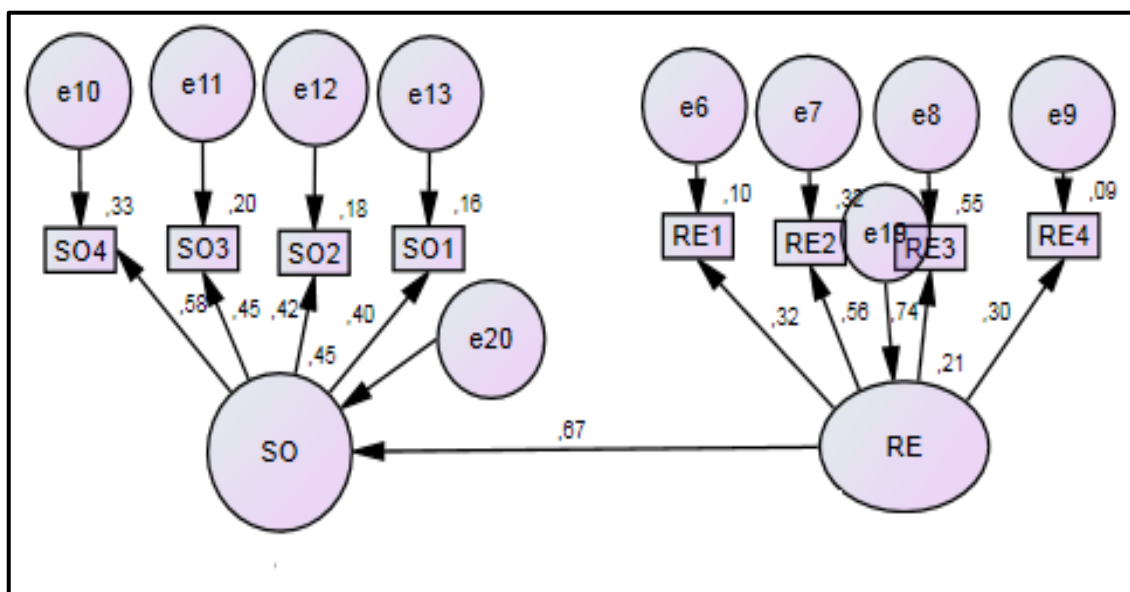 e10
e11
e12
e13
e6
e7
e8
e9
,33
,20
,18
,16
,10
,32
,55
,09
SO4
SO3
SO2
SO1
RE1
RE2
e19
RE3
RE4
,58
,45
,42
,40
,32
,56
,74
,30
e20
,45
,21
,67
SO
RE